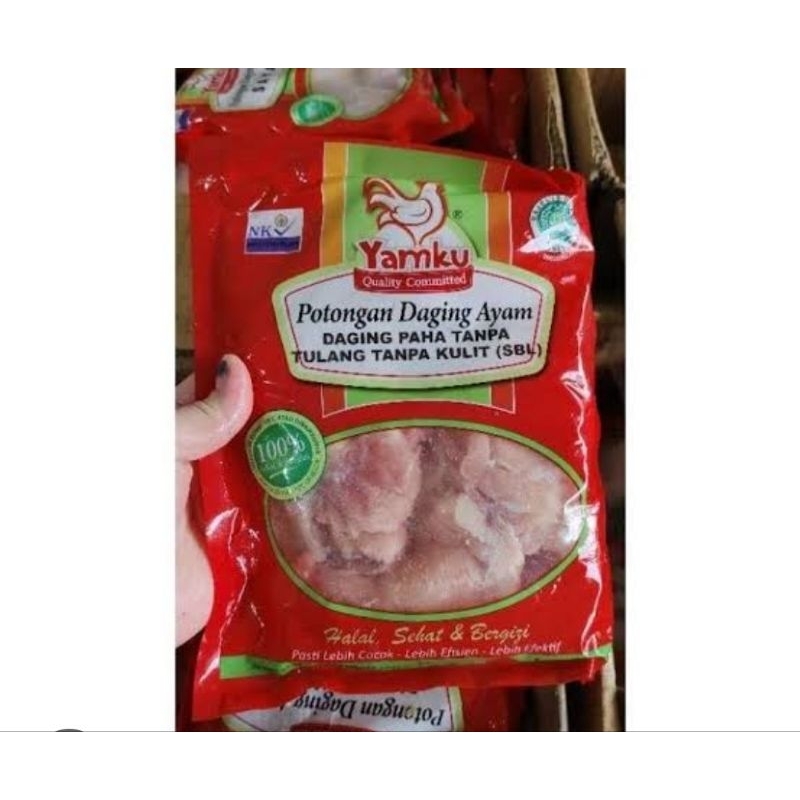 SAYA
NKV
®
Yamku
Quality Committed
Potongan Daging Ayam
DAGING PAHA TANPA
TULANG TANPA KULIT (SBL)
100%
Halal, Sehat & Bergizi
Pasti Lebih Cocok - Lebih Efisien - Lebih Efektif
Potongan Daging